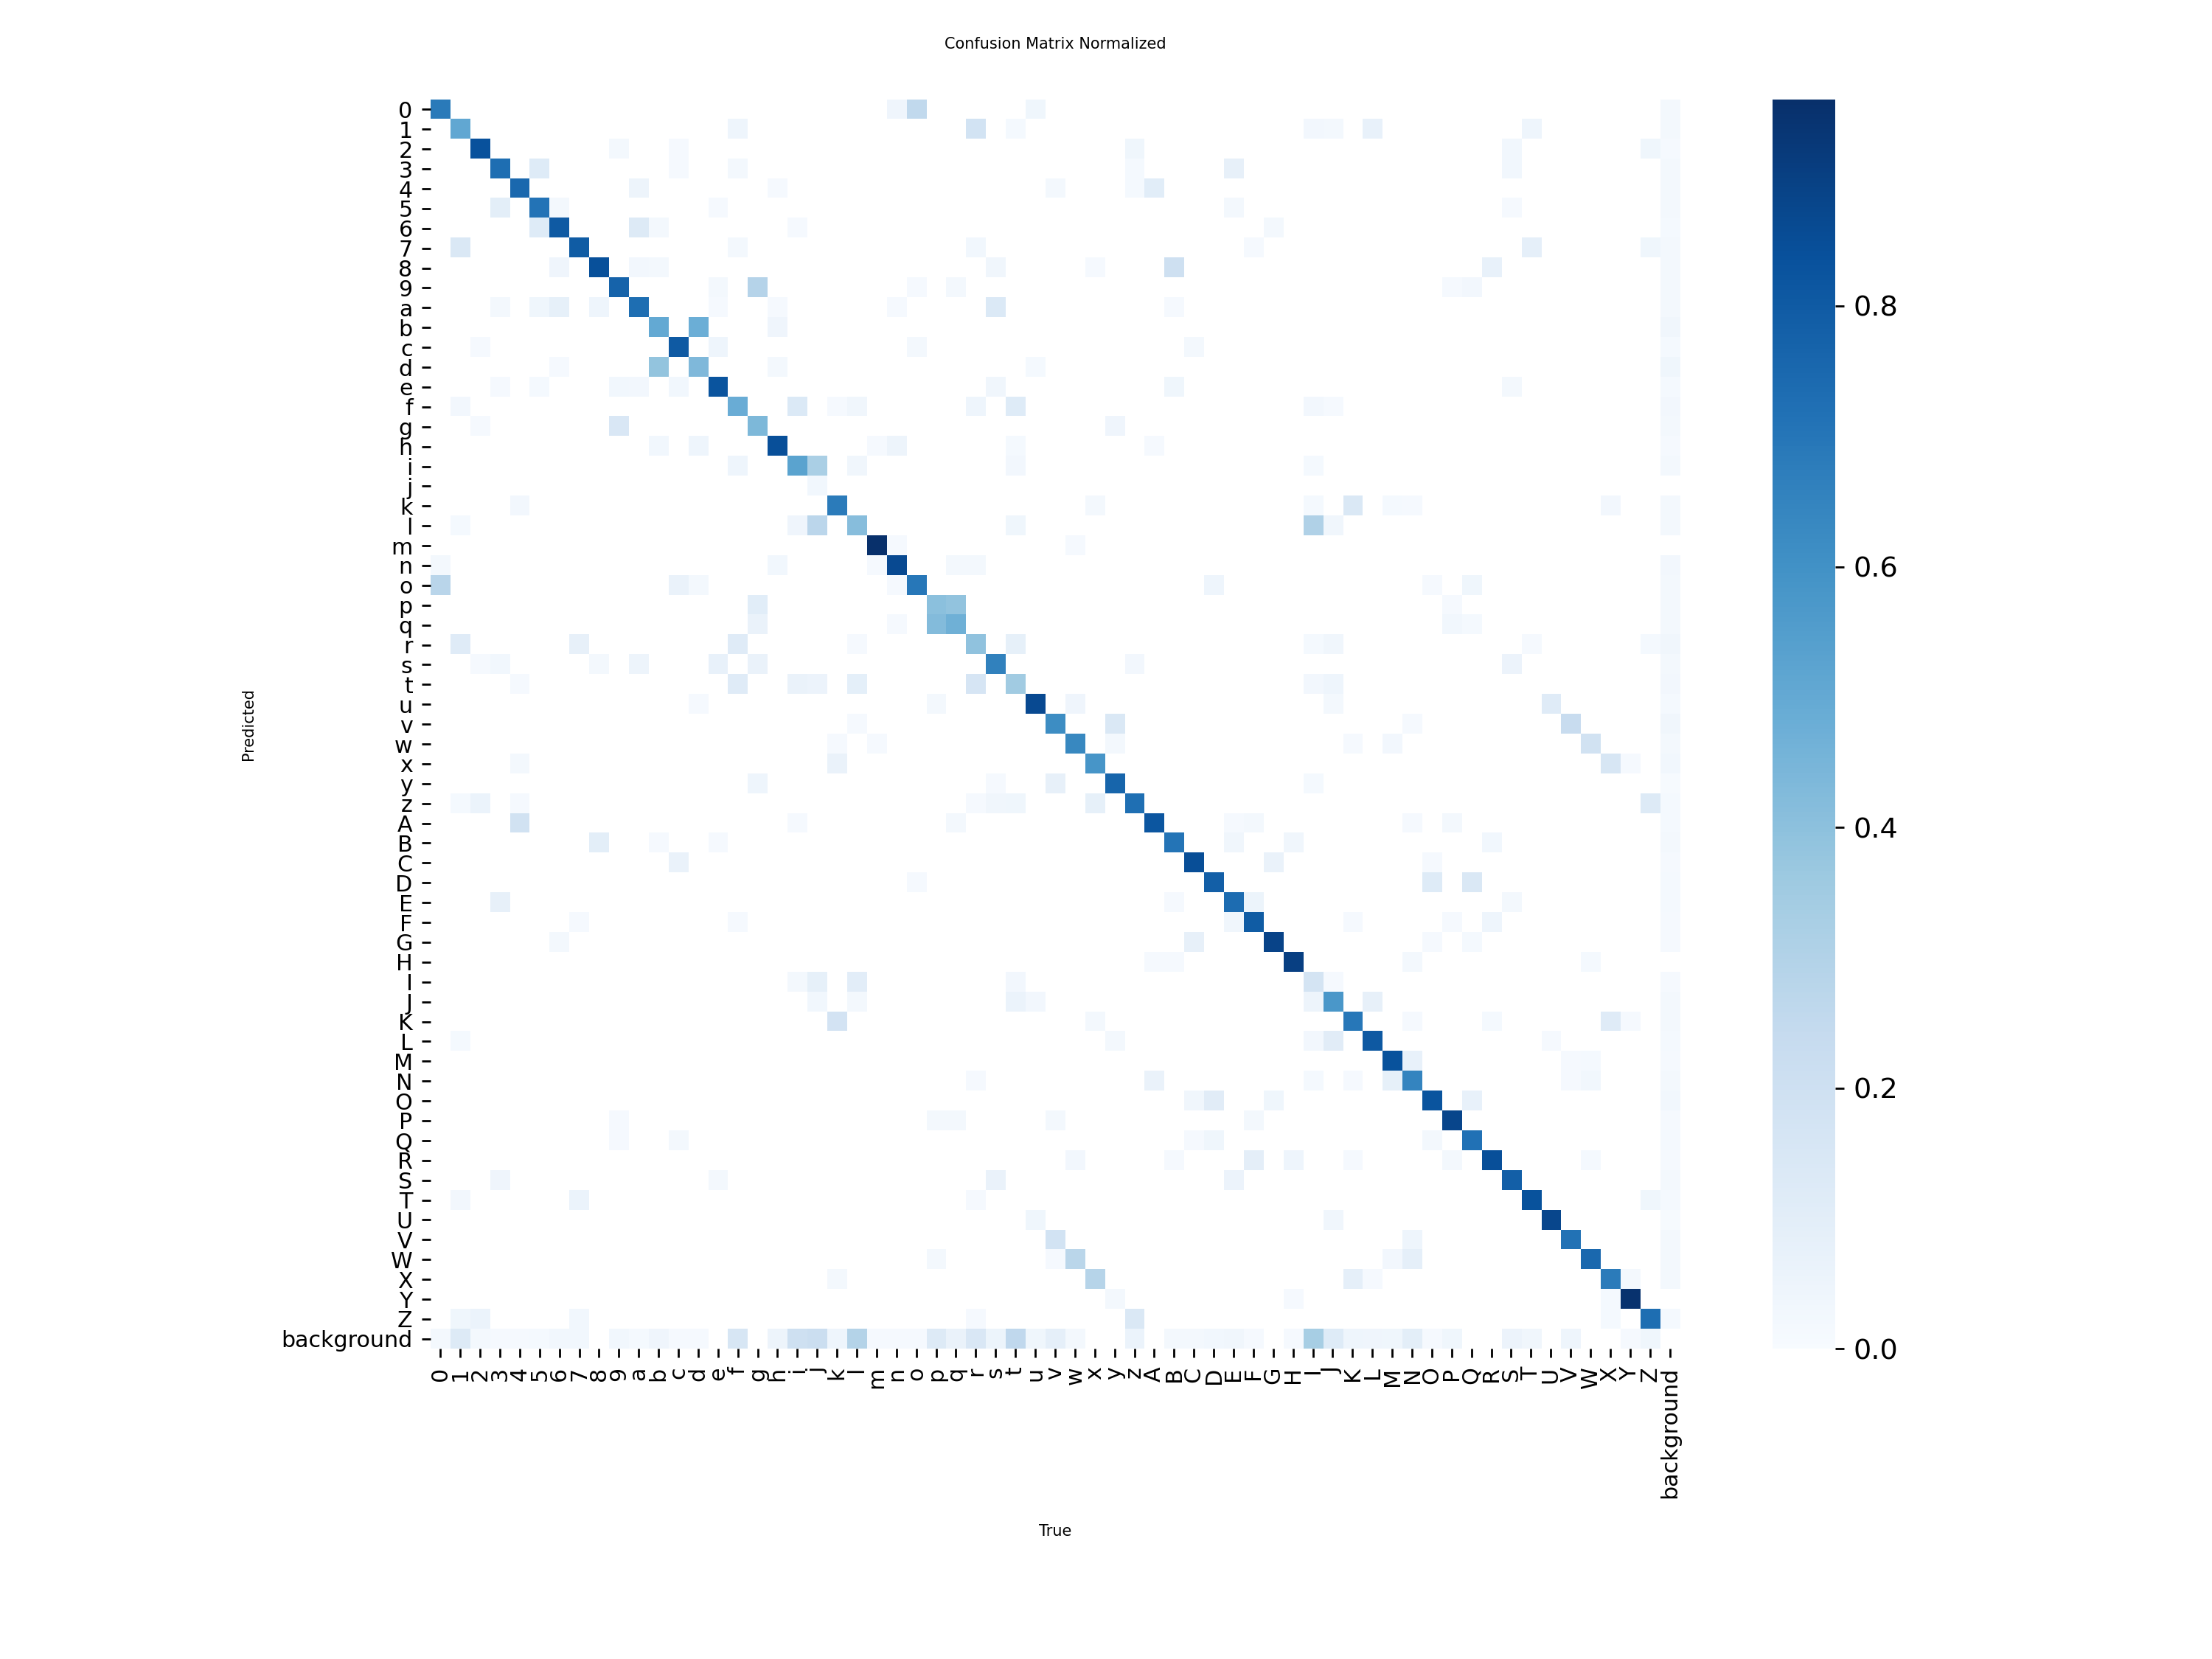 Confusion Matrix Normalized
0
1
2
3
4
5
6
7
8
9
a
b
c
d
e
f
g
h
i
j
k
l
m
n
o
p
q
r
s
t
u
v
w
x
y
z
A
B
C
D
E
F
G
H
I
J
K
L
M
N
O
P
Q
R
S
T
U
V
W
X
Y
Z
background
Predicted
0 1 2 3 4 5 6 7 8 9 a b c d e f g h i j k l m n o p q r s t u v w x y z A B C D E F G H I J K L M N O P Q R S T U V W X Y Z background
True
0.8
0.6
0.4
0.2
0.0